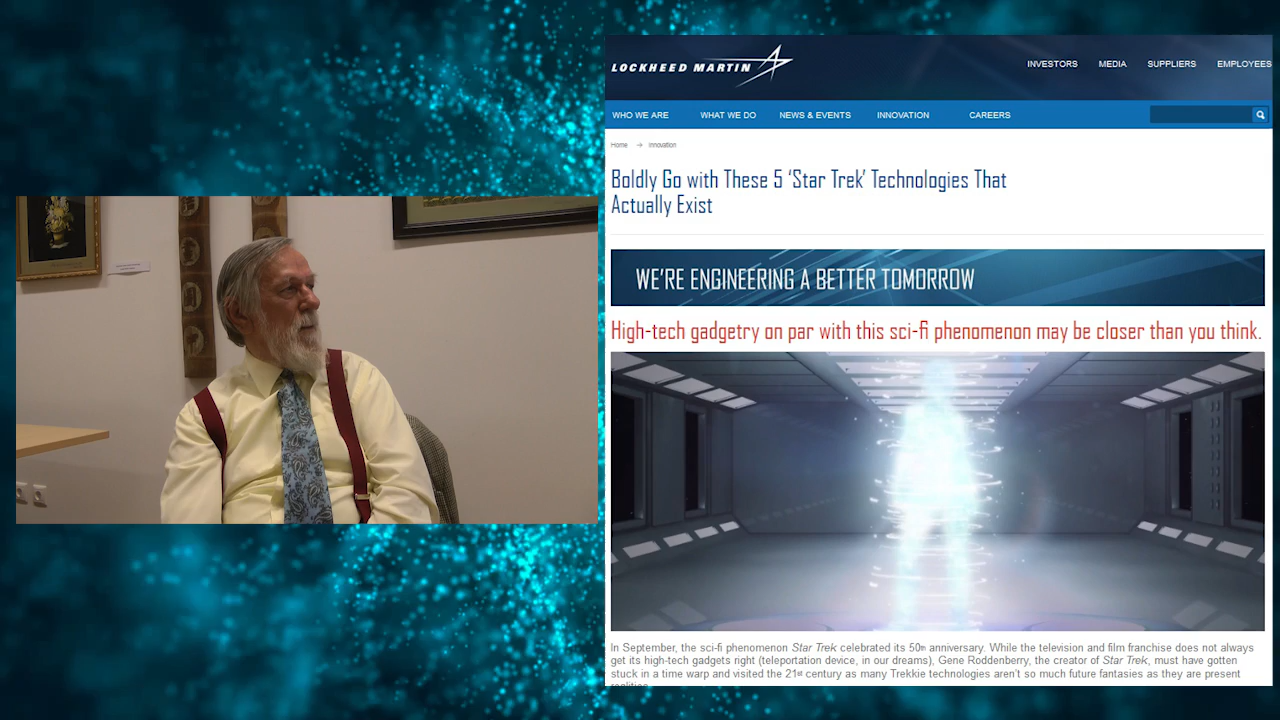 LOCKHEED MARTIN
INVESTORS MEDIA SUPPLIERS EMPLOYEES
WHO WE ARE WHAT WE DO NEWS & EVENTS INNOVATION CAREERS
Home → Innovation
Boldly Go with These 5 ‘Star Trek’ Technologies That
Actually Exist
WE'RE ENGINEERING A BETTER TOMORROW
High-tech gadgetry on par with this sci-fi phenomenon may be closer than you think.
In September, the sci-fi phenomenon Star Trek celebrated its 50th anniversary. While the television and film franchise does not always
get its high-tech gadgets right (teleportation device, in our dreams), Gene Roddenberry, the creator of Star Trek, must have gotten
stuck in a time warp and visited the 21st century as many Trekkie technologies aren't so much future fantasies as they are present